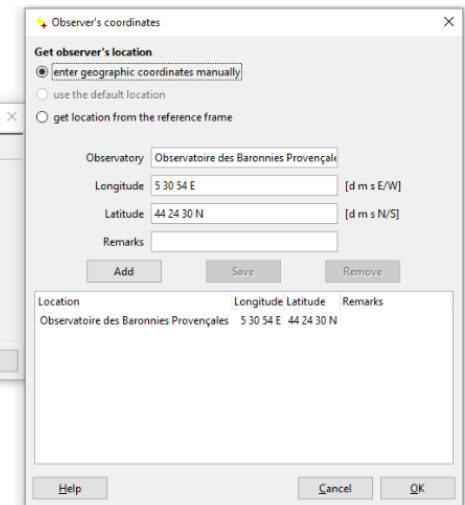 Observer's coordinates
Get observer's location
enter geographic coordinates manually
use the default location
get location from the reference frame
Observatory Observatoire des Baronnies Provençale
Longitude 5 30 54 E [d m s E/W]
Latitude 44 24 30 N [d m s N/S]
Remarks
Add Save Remove
Location Longitude Latitude Remarks
Observatoire des Baronnies Provençales 5 30 54 E 44 24 30 N
Help Cancel OK